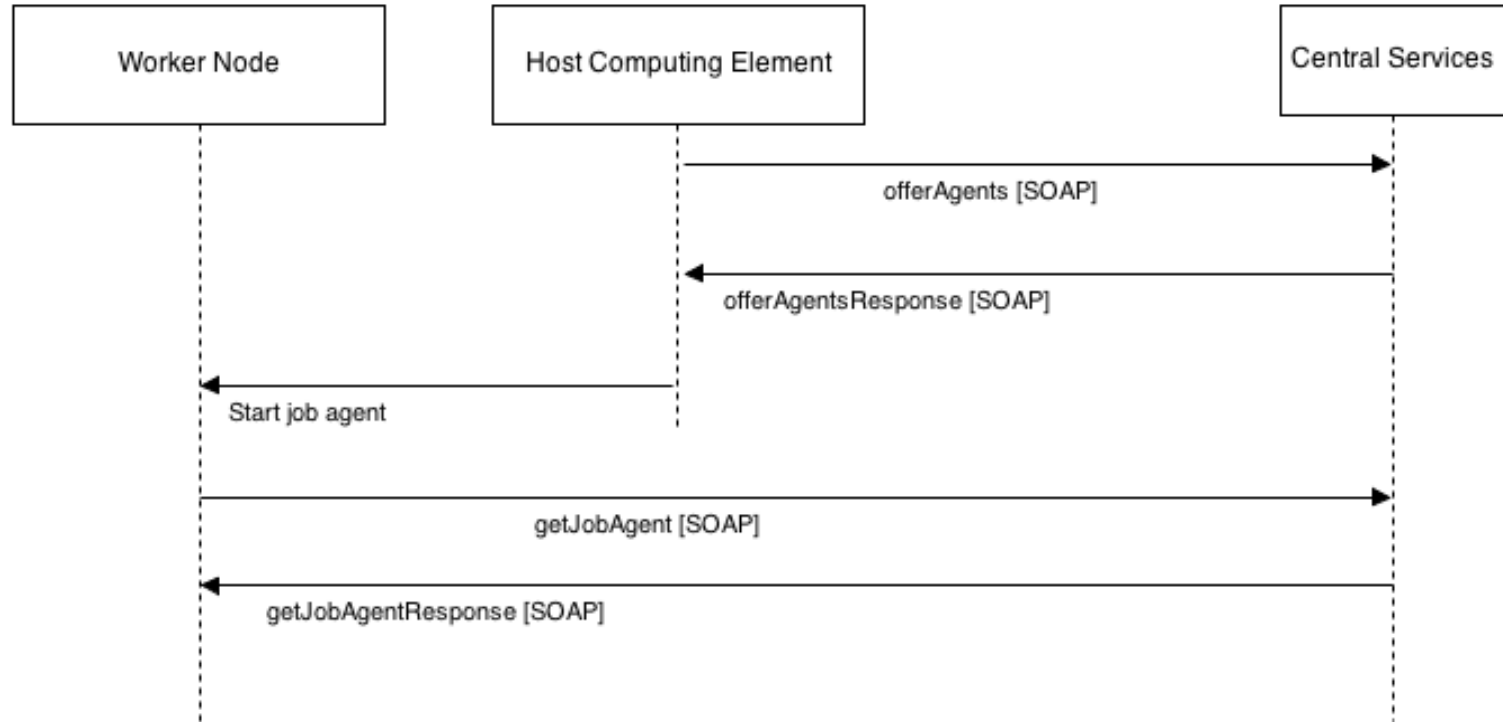 Worker Node
Host Computing Element
Central Services
offerAgents [SOAP]
offerAgentsResponse [SOAP]
Start job agent
getJobAgent [SOAP]
getJobAgentResponse [SOAP]